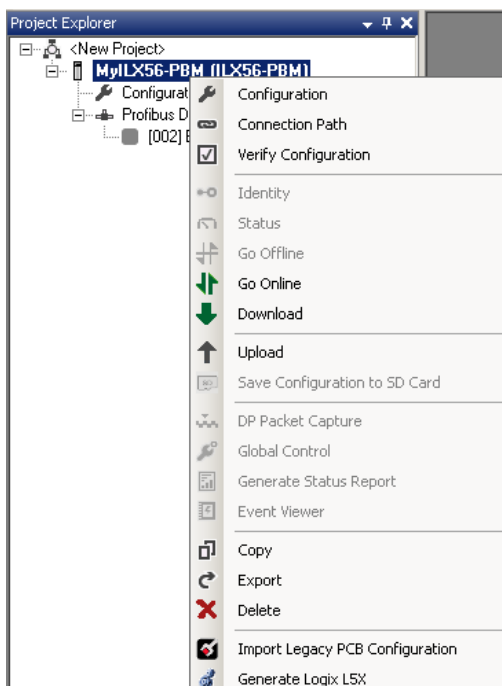 Project Explorer
<New Project>
MyILX56-PBM (ILX56-PBM)
Configurat
Profibus D
[002]
Configuration
Connection Path
Verify Configuration
Identity
Status
Go Offline
Go Online
Download
Upload
Save Configuration to SD Card
DP Packet Capture
Global Control
Generate Status Report
Event Viewer
Copy
Export
Delete
Import Legacy PCB Configuration
Generate Logix L5X